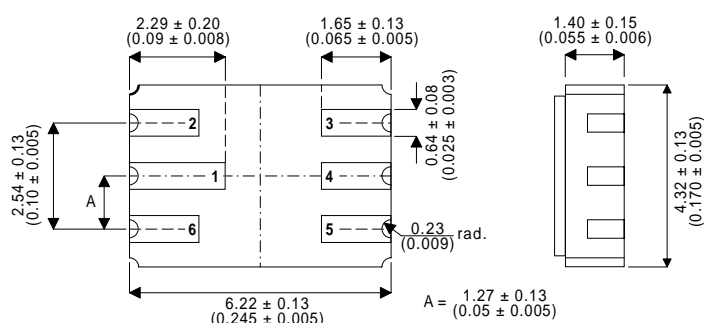 2.29 ± 0.20
(0.09 ± 0.008)
1.65 ± 0.13
(0.065 ± 0.005)
1.40 ± 0.15
(0.055 ± 0.006)
2
3
0.64 ± 0.08
(0.025 ± 0.003)
2.54 ± 0.13
(0.10 ± 0.005)
A
1
4
4.32 ± 0.13
(0.170 ± 0.005)
6
5
0.23
(0.009)
rad.
6.22 ± 0.13
(0.245 ± 0.005)
A = 1.27 ± 0.13
(0.05 ± 0.005)